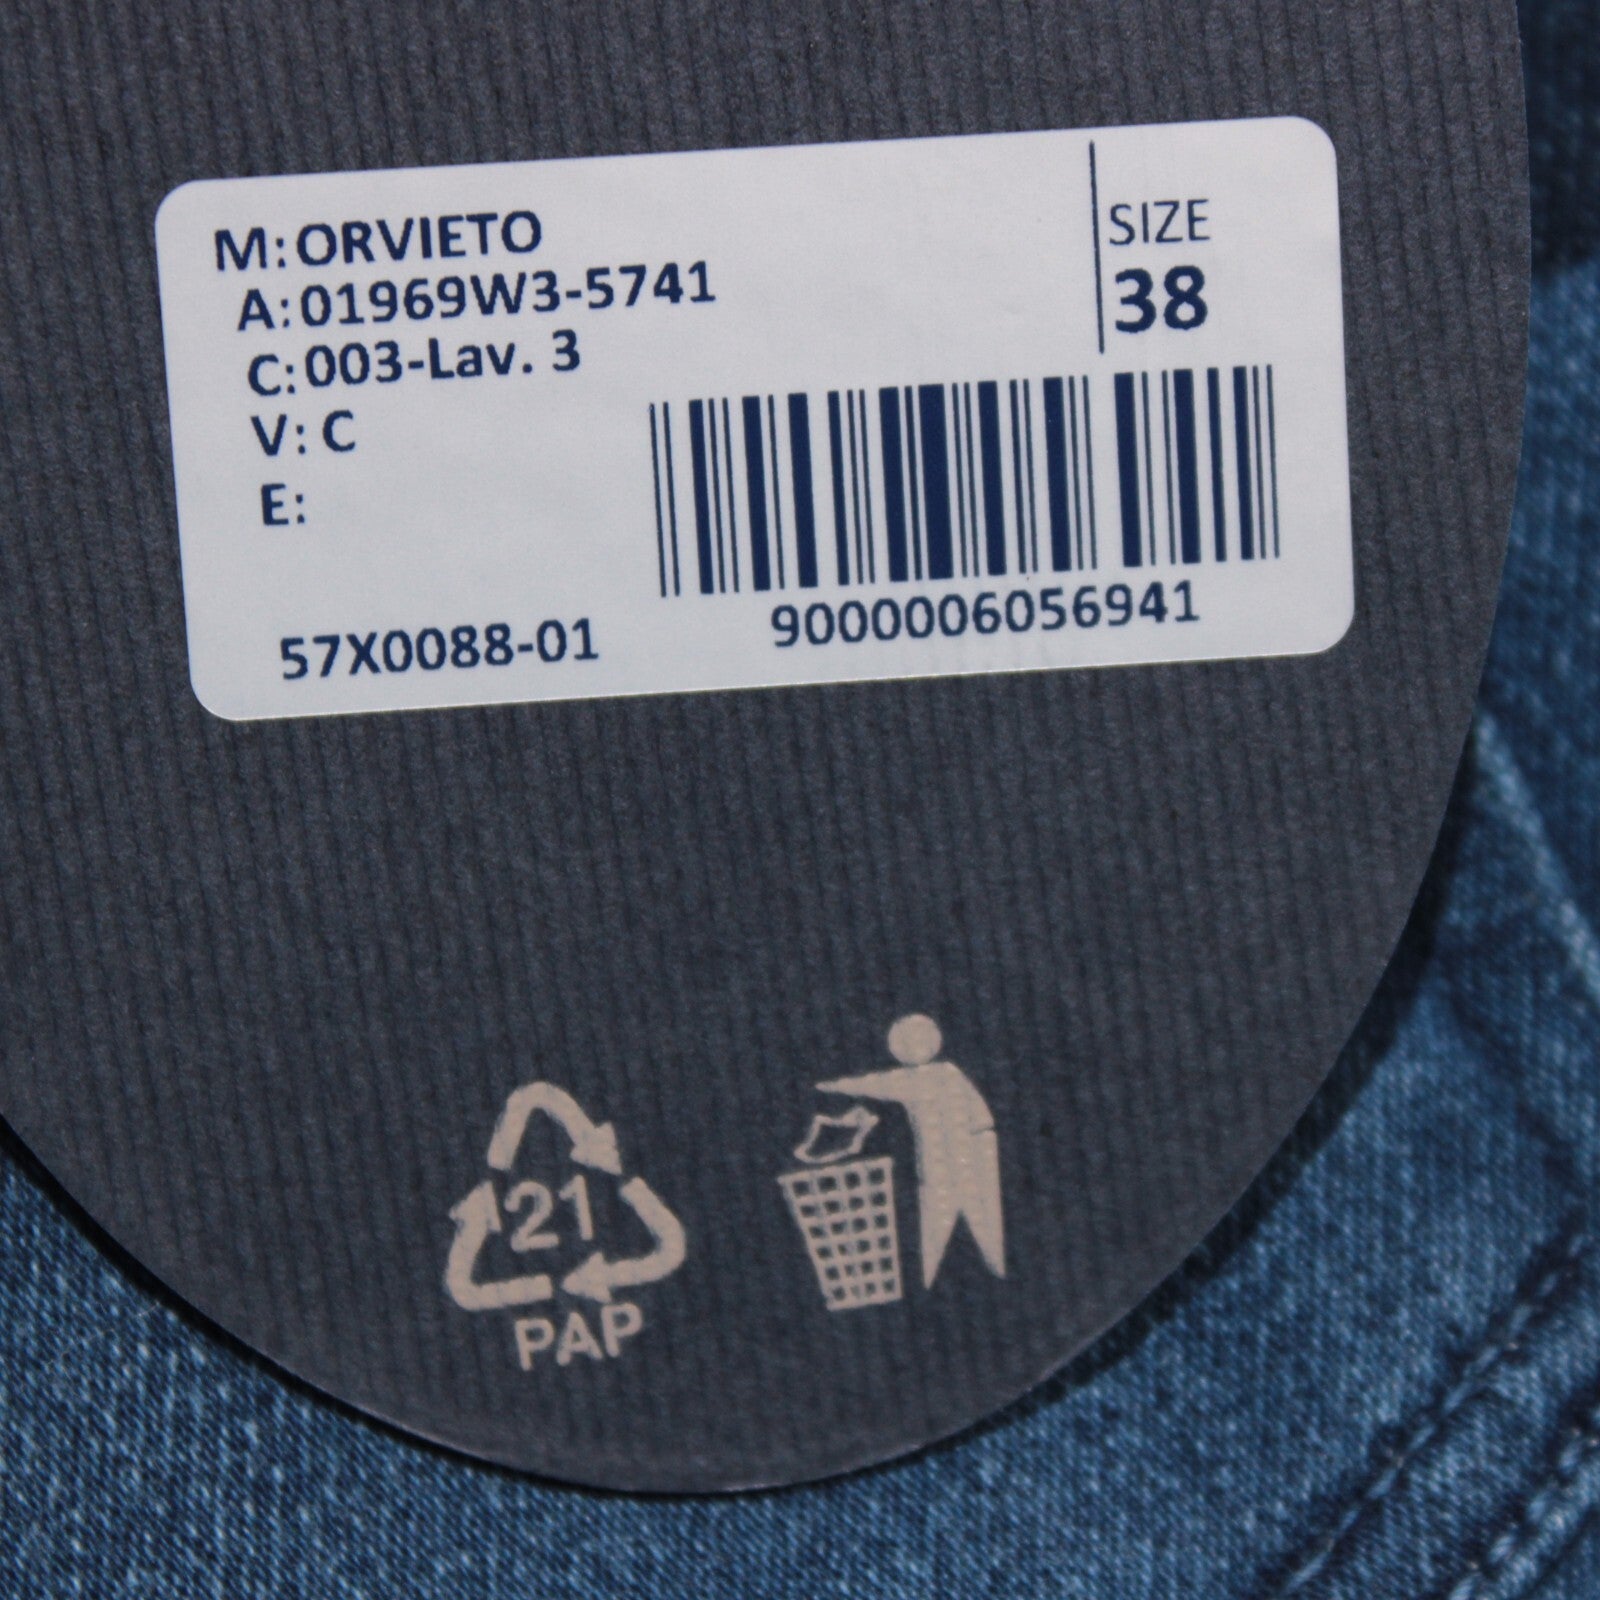 M: ORVIETO
A: 01969W3-5741
C: 003-Lav. 3
V: C
E:
SIZE
38
57X0088-01
9000006056941
21
PAP